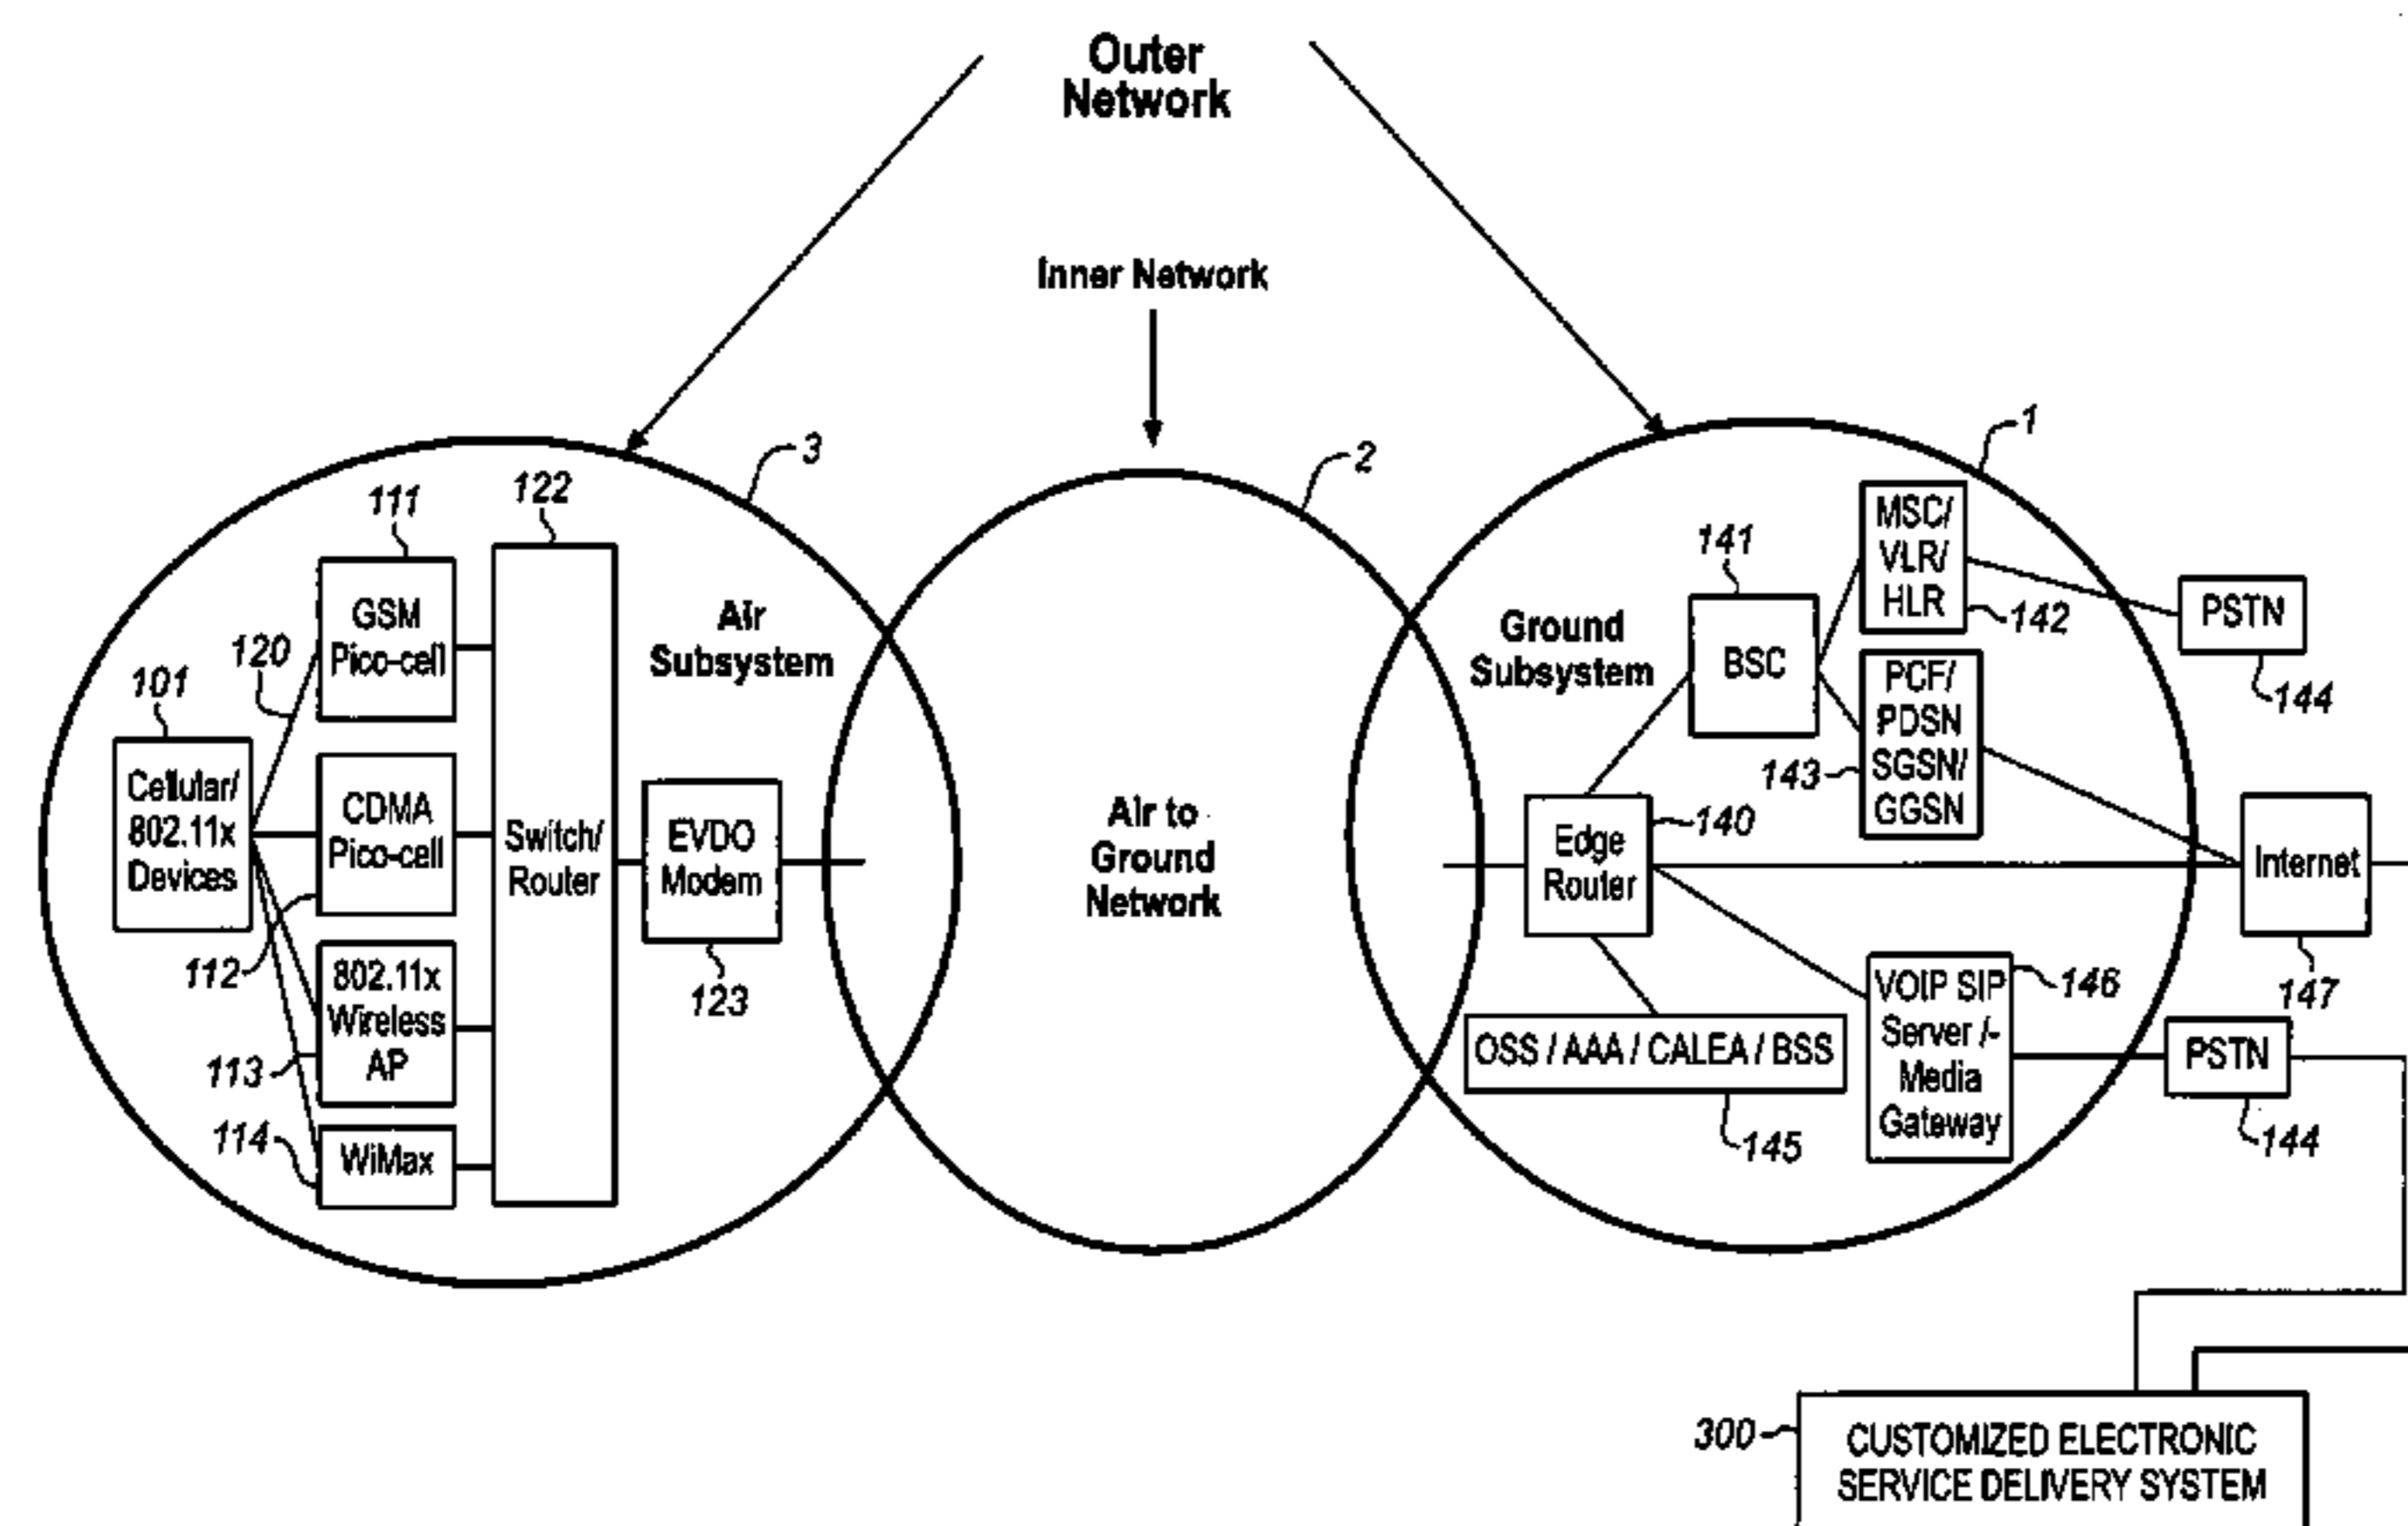 Outer
Network
Inner Network
3
2
1
111
122
120
101
GSM
Pico-cell
Air
Subsystem
Cellular/
802.11x
Devices
CDMA
Pico-cell
Switch/
Router
EVDO
Modem
112
802.11x
Wireless
AP
123
113
114
WiMax
Air to
Ground
Network
Ground
Subsystem
141
BSC
MSC/
VLR/
HLR
142
PSTN
144
PCF/
PDSN
SGSN/
GGSN
143
Edge
Router
140
Internet
147
OSS / AAA / CALEA / BSS
145
VOIP SIP
Server /-
Media
Gateway
146
PSTN
144
300
CUSTOMIZED ELECTRONIC
SERVICE DELIVERY SYSTEM